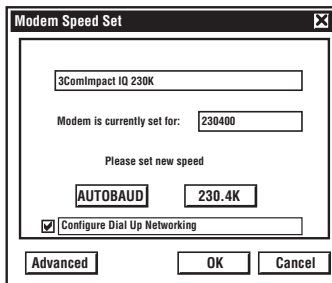 Modem Speed Set
3ComImpact IQ 230K
Modem is currently set for: 230400
Please set new speed
AUTOBAUD 230.4K
Configure Dial Up Networking
Advanced OK Cancel